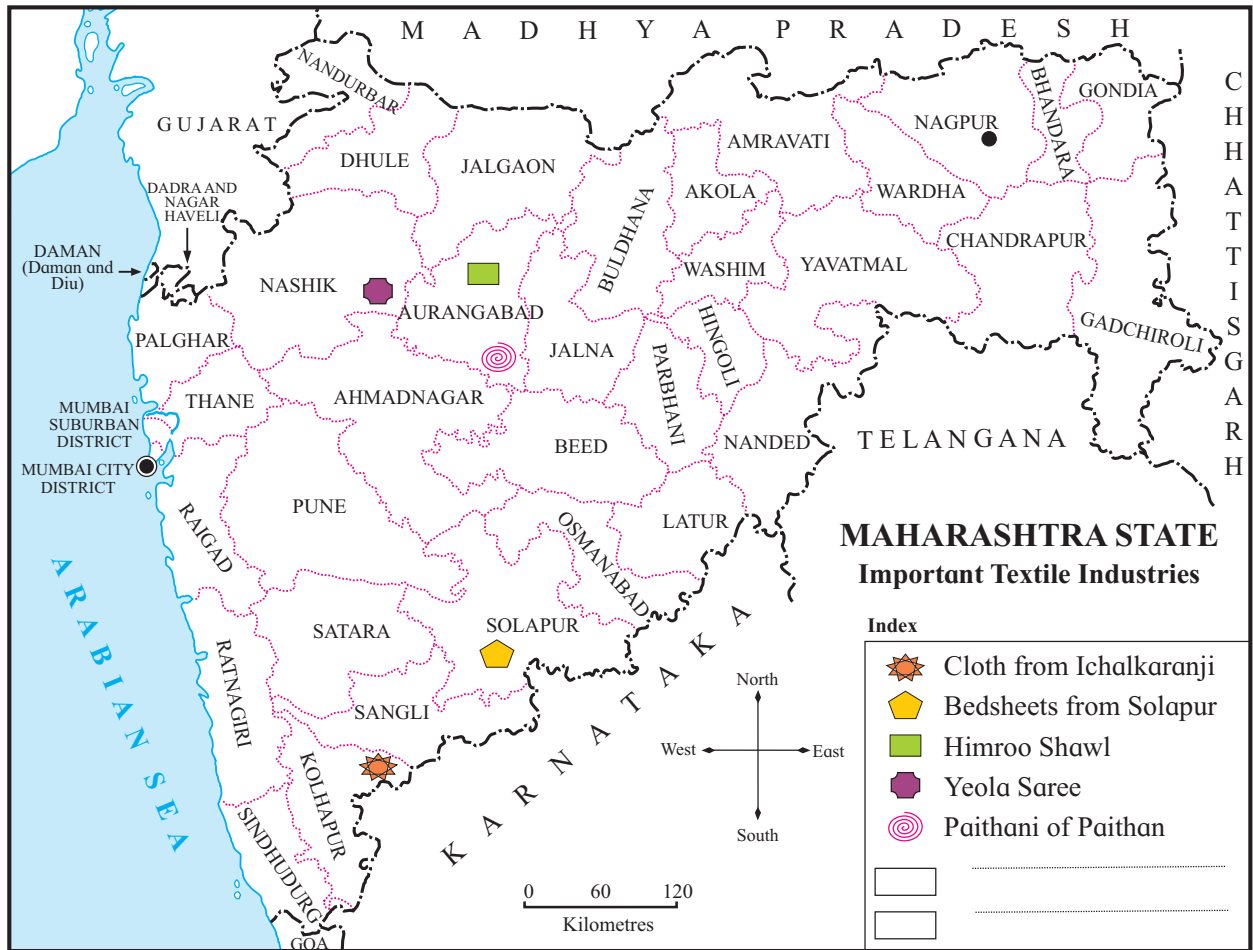 MADHYA PRADESH
CHHATTISGARH
GUJARAT
NANDURBAR
DHULE
JALGAON
BULDHANA
AKOLA
AMRAVATI
NAGPUR
BHANDARA
GONDIA
WARDHA
DADRA AND
NAGAR
HAVELI
DAMAN
(Daman and
Diu)
NASHIK
AURANGABAD
JALNA
WASHIM
YAVATMAL
CHANDRAPUR
GADCHIROLI
HINGOLI
PARBHANI
PALGHAR
THANE
AHMADNAGAR
BEED
NANDED
TELANGANA
MUMBAI
SUBURBAN
DISTRICT
MUMBAI CITY
DISTRICT
PUNE
RAIGAD
LATUR
OSMANABAD
SATARA
SOLAPUR
RATNAGIRI
SANGLI
KOLHAPUR
SINDHUDURG
GOA
ARABIAN SEA
KARNATAKA
MAHARASHTRA STATE
Important Textile Industries
Index
Cloth from Ichalkaranji
Bedsheets from Solapur
Himroo Shawl
Yeola Saree
Paithani of Paithan
North
West
East
South
0 60 120
Kilometres